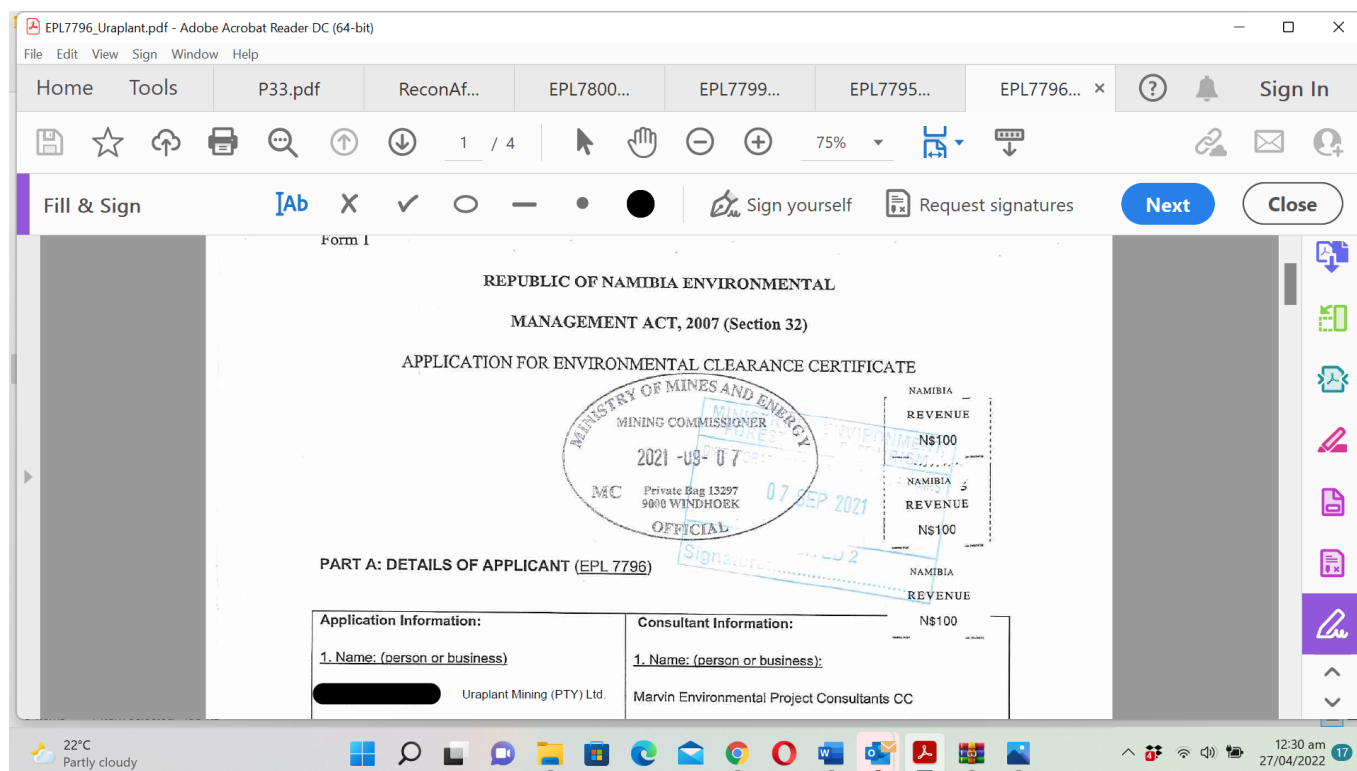 EPL7796_Uraplant.pdf - Adobe Acrobat Reader DC (64-bit)
File Edit View Sign Window Help
Home Tools P33.pdf ReconAf... EPL7800... EPL7799... EPL7795... EPL7796... × ? Sign In
1 / 4 75%
Fill & Sign IAb Sign yourself Request signatures Next Close
Form 1
REPUBLIC OF NAMIBIA ENVIRONMENTAL
MANAGEMENT ACT, 2007 (Section 32)
APPLICATION FOR ENVIRONMENTAL CLEARANCE CERTIFICATE
MINISTRY OF MINES AND ENERGY
MINING COMMISSIONER
2021 -09- 07
MC Private Bag 13297
9000 WINDHOEK
OFFICIAL
07 SEP 2021
Signature
NAMIBIA
REVENUE
N$100
NAMIBIA
REVENUE
N$100
NAMIBIA
REVENUE
N$100
PART A: DETAILS OF APPLICANT (EPL 7796)
Application Information: Consultant Information:
1. Name: (person or business) 1. Name: (person or business):
Uraplant Mining (PTY) Ltd. Marvin Environmental Project Consultants CC
22°C
Partly cloudy
12:30 am
27/04/2022
17